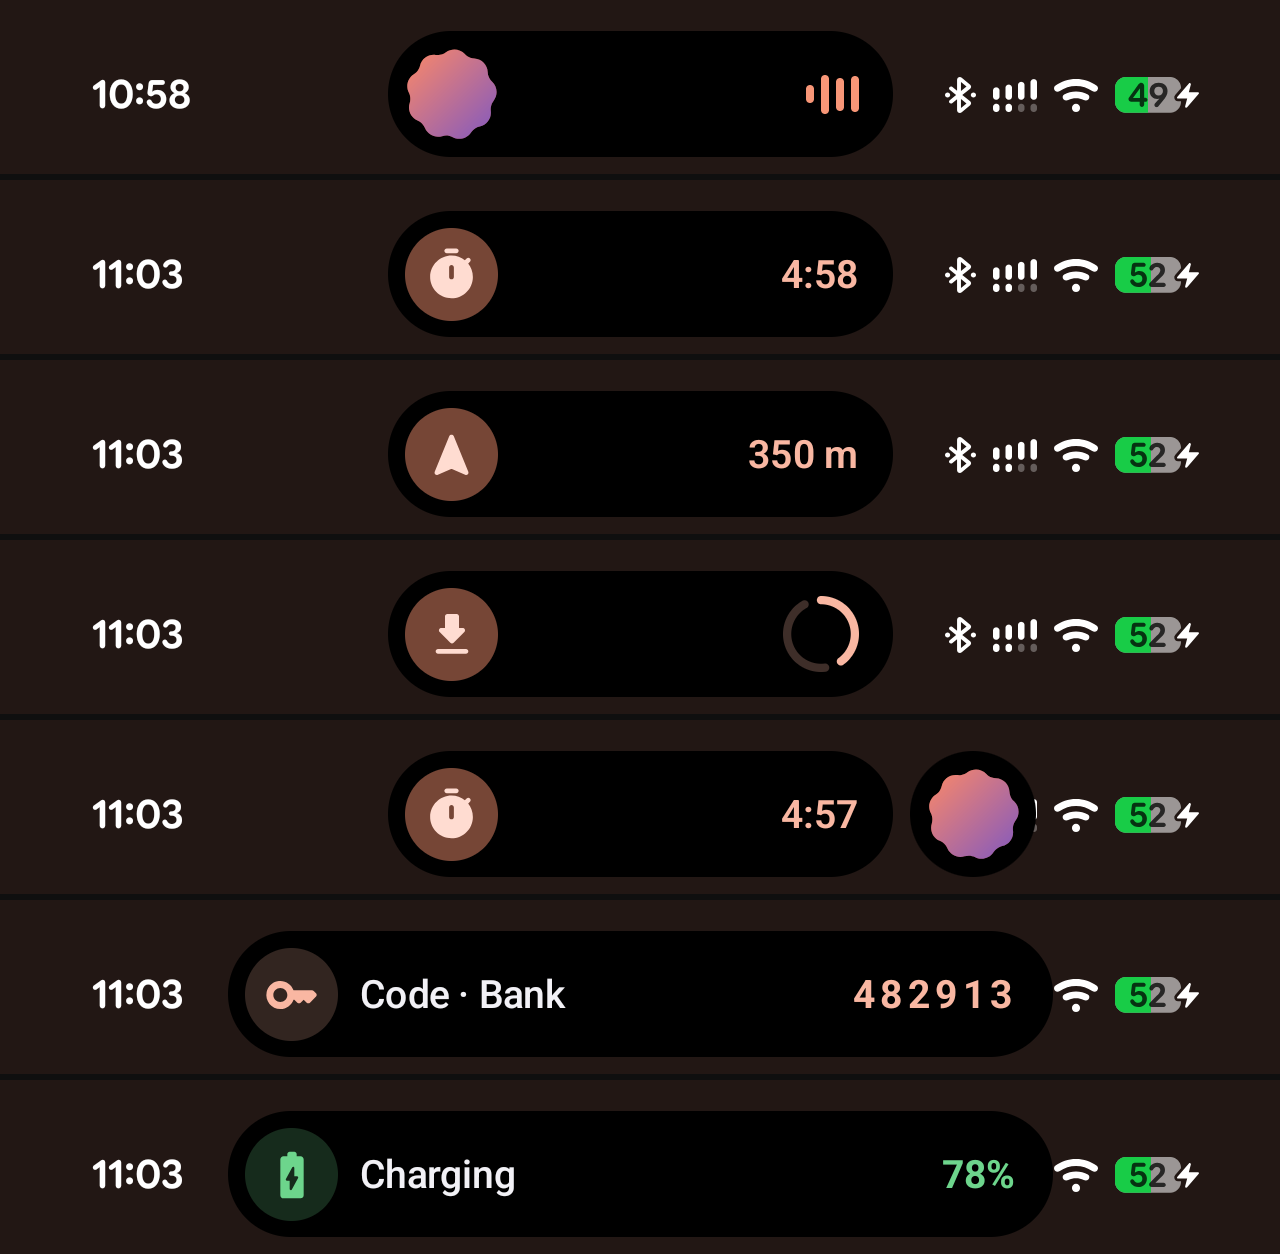 10:58 49
11:03 4:58 52
11:03 350 m 52
11:03 52
11:03 4:57 52
11:03 Code · Bank 482913 52
11:03 Charging 78% 52